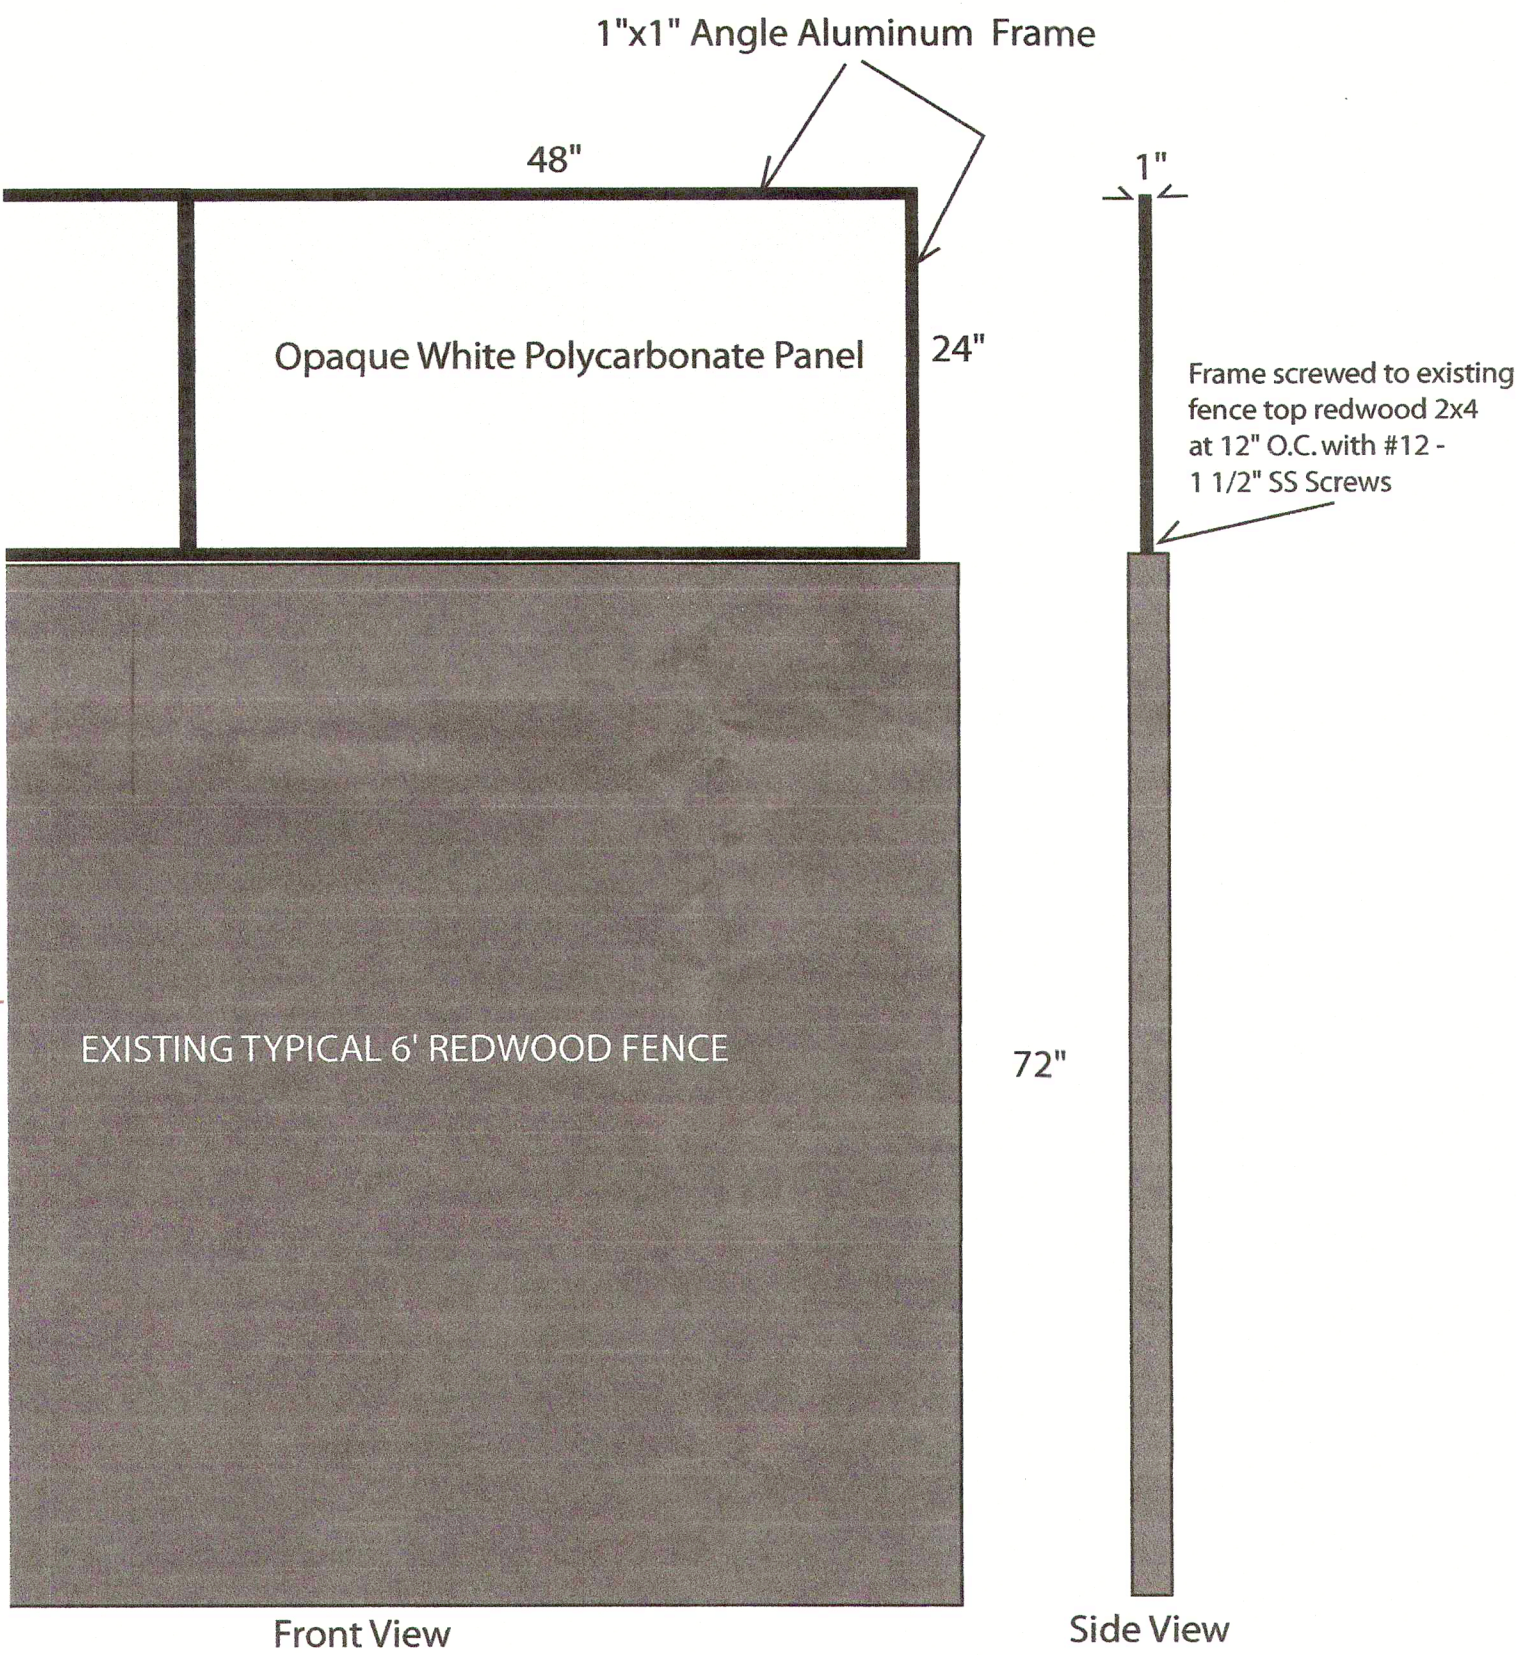 1"x1" Angle Aluminum Frame
48"
1"
Opaque White Polycarbonate Panel
24"
Frame screwed to existing
fence top redwood 2x4
at 12" O.C. with #12 -
1 1/2" SS Screws
EXISTING TYPICAL 6' REDWOOD FENCE
72"
Front View
Side View